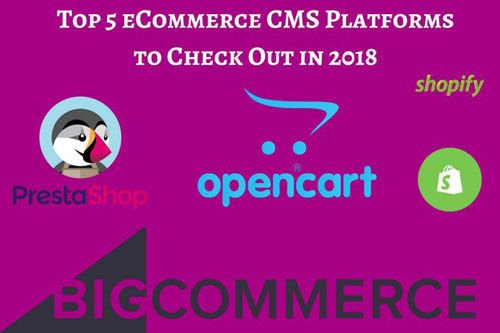 Top 5 eCommerce CMS Platforms
to Check Out in 2018
shopify
PrestaShop
opencart
®
S
BIGCOMMERCE